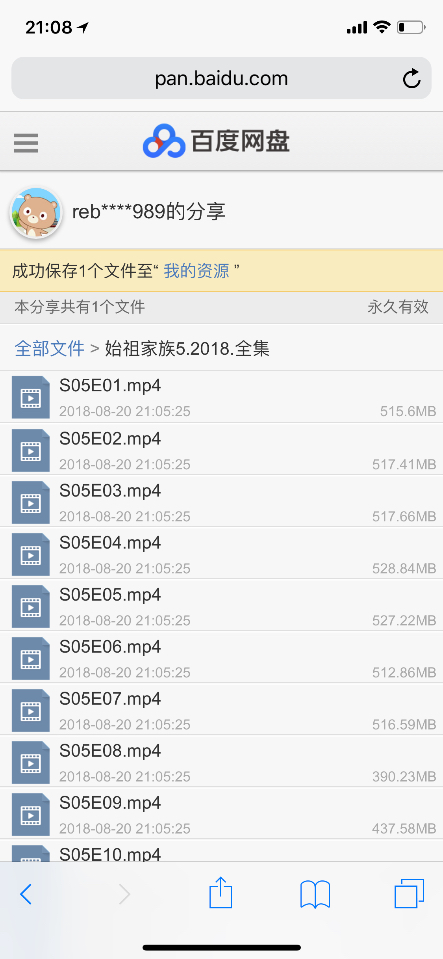 21:08
pan.baidu.com
百度网盘
reb****989的分享
成功保存1个文件至“ 我的资源 ”
本分享共有1个文件 永久有效
全部文件 > 始祖家族5.2018.全集
S05E01.mp4
2018-08-20 21:05:25 515.6MB
S05E02.mp4
2018-08-20 21:05:25 517.41MB
S05E03.mp4
2018-08-20 21:05:25 517.66MB
S05E04.mp4
2018-08-20 21:05:25 528.84MB
S05E05.mp4
2018-08-20 21:05:25 527.22MB
S05E06.mp4
2018-08-20 21:05:25 512.86MB
S05E07.mp4
2018-08-20 21:05:25 516.59MB
S05E08.mp4
2018-08-20 21:05:25 390.23MB
S05E09.mp4
2018-08-20 21:05:25 437.58MB
S05E10.mp4